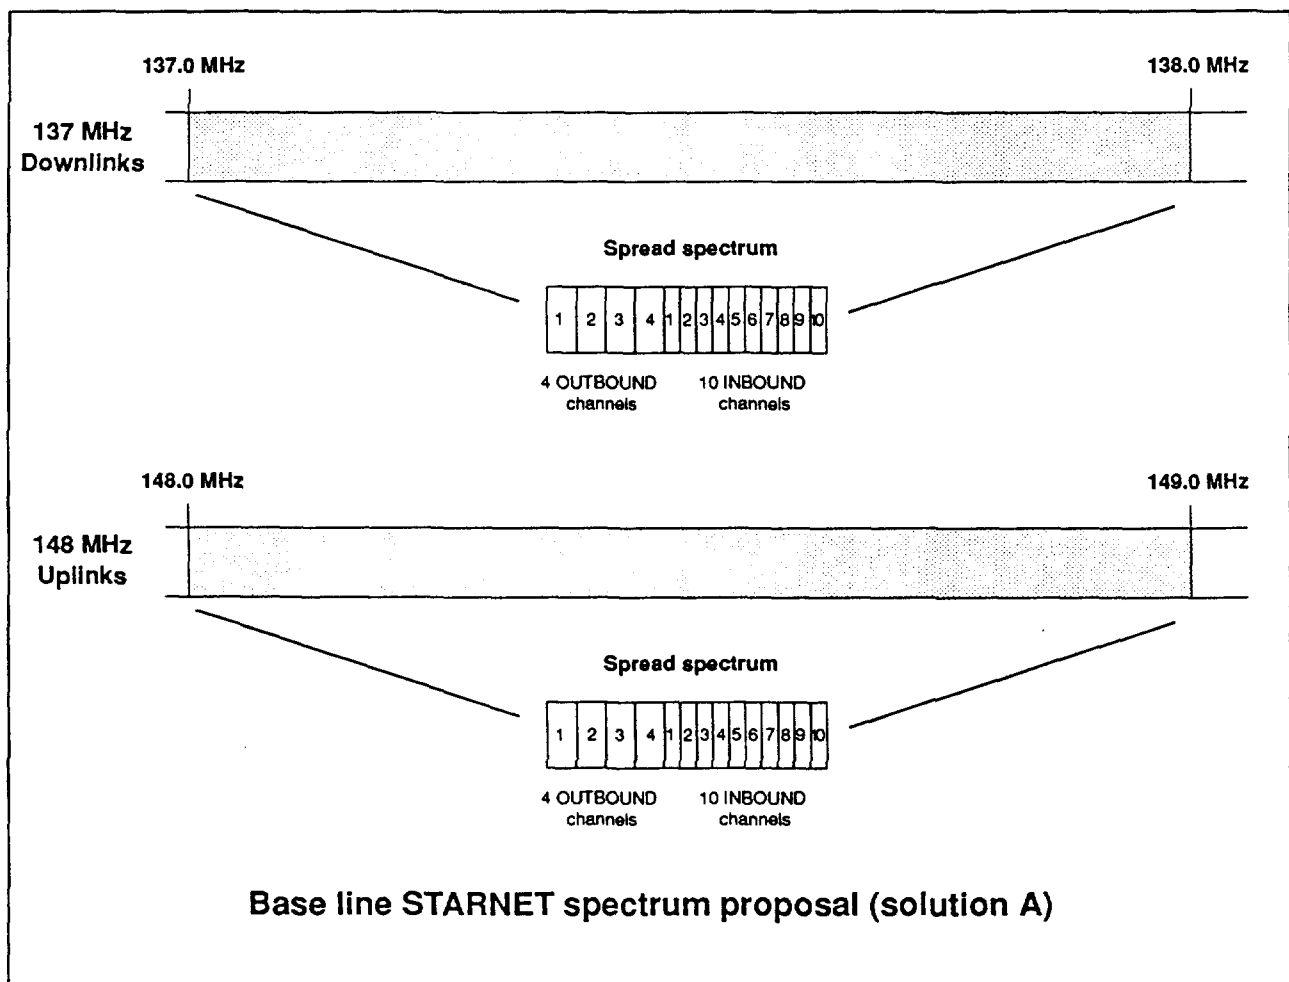 137.0 MHz 138.0 MHz
137 MHz
Downlinks
Spread spectrum
1 2 3 4 1 2 3 4 5 6 7 8 9 10
4 OUTBOUND channels 10 INBOUND channels
148.0 MHz 149.0 MHz
148 MHz
Uplinks
Spread spectrum
1 2 3 4 1 2 3 4 5 6 7 8 9 10
4 OUTBOUND channels 10 INBOUND channels
Base line STARNET spectrum proposal (solution A)